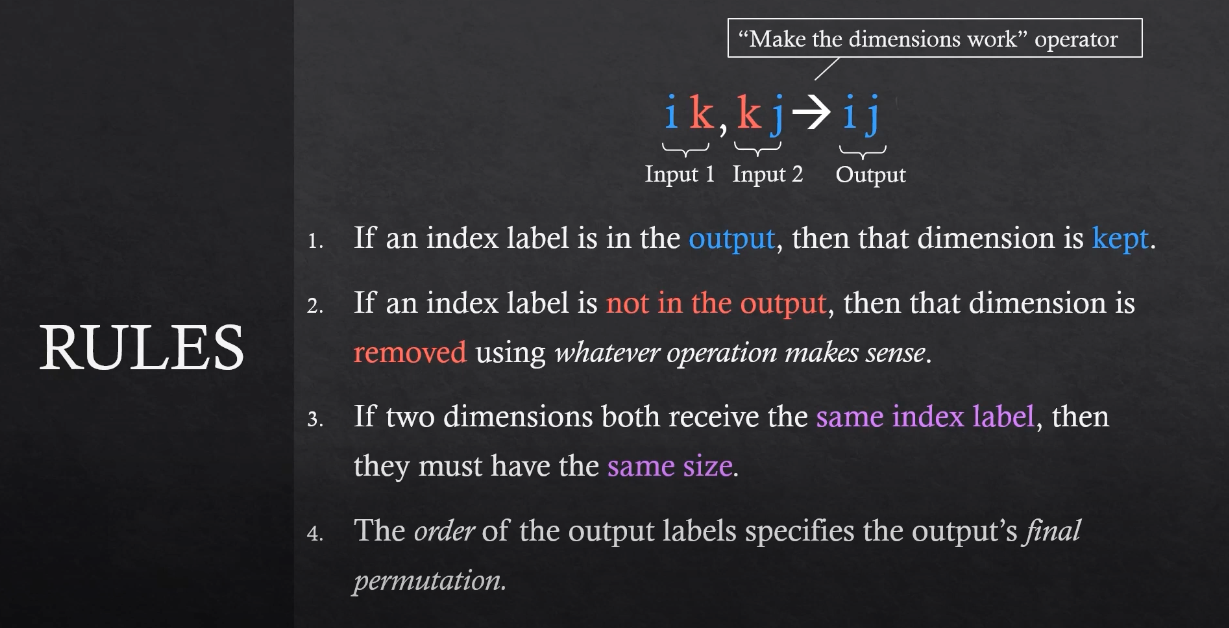 “Make the dimensions work” operator
i k , k j → i j
Input 1 Input 2 Output
RULES
1. If an index label is in the output, then that dimension is kept.
2. If an index label is not in the output, then that dimension is
removed using whatever operation makes sense.
3. If two dimensions both receive the same index label, then
they must have the same size.
4. The order of the output labels specifies the output’s final
permutation.